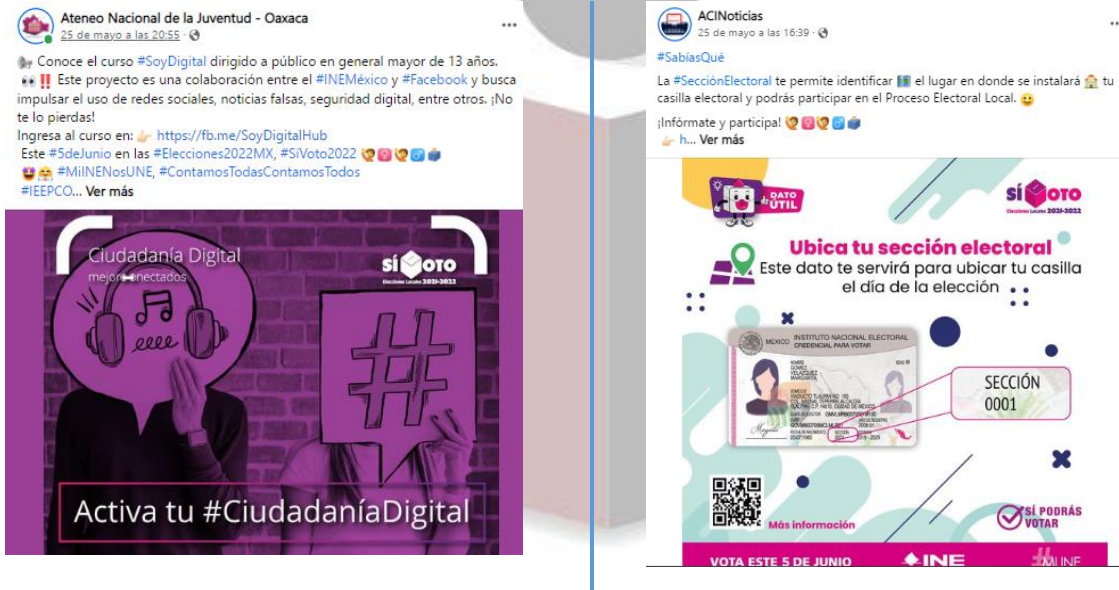 Ateneo Nacional de la Juventud - Oaxaca
25 de mayo a las 20:55 ·
Conoce el curso #SoyDigital dirigido a público en general mayor de 13 años.
Este proyecto es una colaboración entre el #INEMéxico y #Facebook y busca
impulsar el uso de redes sociales, noticias falsas, seguridad digital, entre otros. ¡No
te lo pierdas!
Ingresa al curso en: https://fb.me/SoyDigitalHub
Este #5deJunio en las #Elecciones2022MX, #SíVoto2022
#MiINENosUNE, #ContamosTodasContamosTodos
#IEEPCO... Ver más
Ciudadanía Digital
mejor conectados
SÍ VOTO
Elecciones Locales 2021-2022
#
Activa tu #CiudadaníaDigital
ACINoticias
25 de mayo a las 16:39 ·
#SabíasQué
La #SecciónElectoral te permite identificar el lugar en donde se instalará tu
casilla electoral y podrás participar en el Proceso Electoral Local.
¡Infórmate y participa!
h... Ver más
DATO
ÚTIL
SÍ VOTO
Elecciones Locales 2021-2022
Ubica tu sección electoral
Este dato te servirá para ubicar tu casilla
el día de la elección
MÉXICO INSTITUTO NACIONAL ELECTORAL
CREDENCIAL PARA VOTAR
NOMBRE
GÓMEZ
VELÁZQUEZ
MARGARITA
DOMICILIO
SECCIÓN
0001
Más información
SÍ PODRÁS
VOTAR
VOTA ESTE 5 DE JUNIO
INE